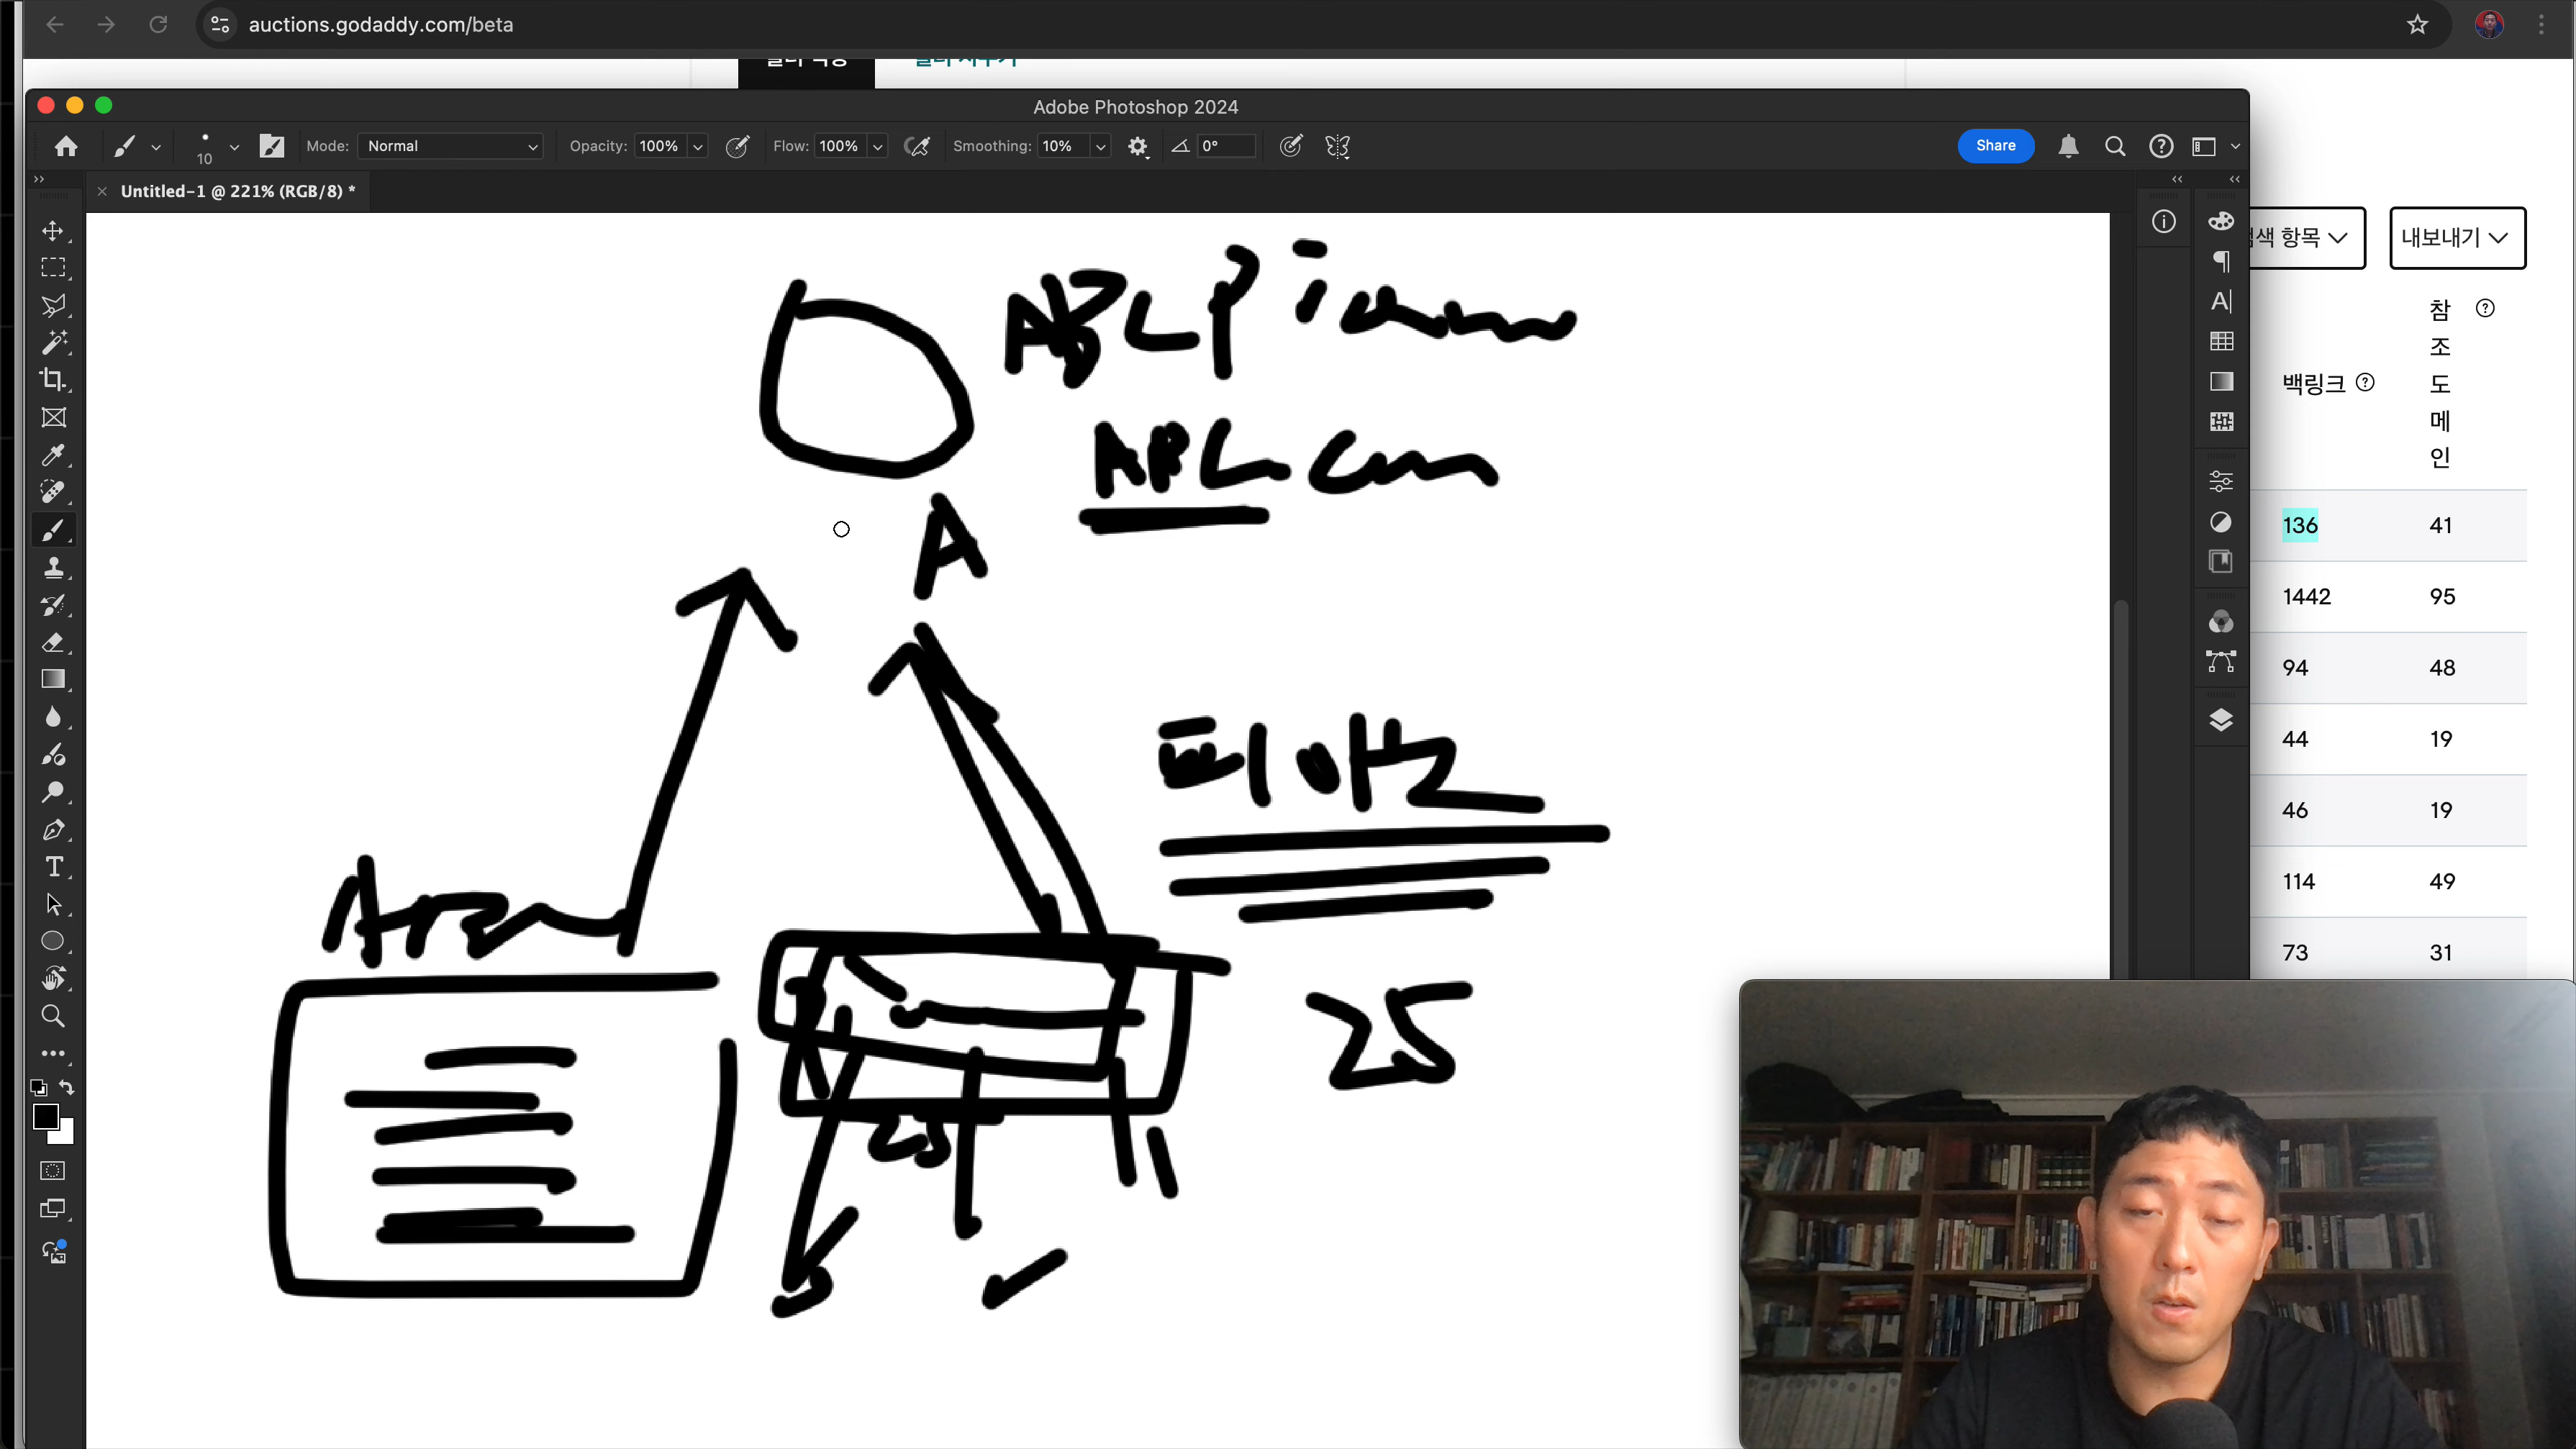 auctions.godaddy.com/beta
Adobe Photoshop 2024
10
Mode: Normal
Opacity: 100%
Flow: 100%
Smoothing: 10%
0°
Share
Untitled-1 @ 221% (RGB/8) *
색 항목
내보내기
백링크
참조도메인
136 41
1442 95
94 48
44 19
46 19
114 49
73 31
A
피아노
25
25